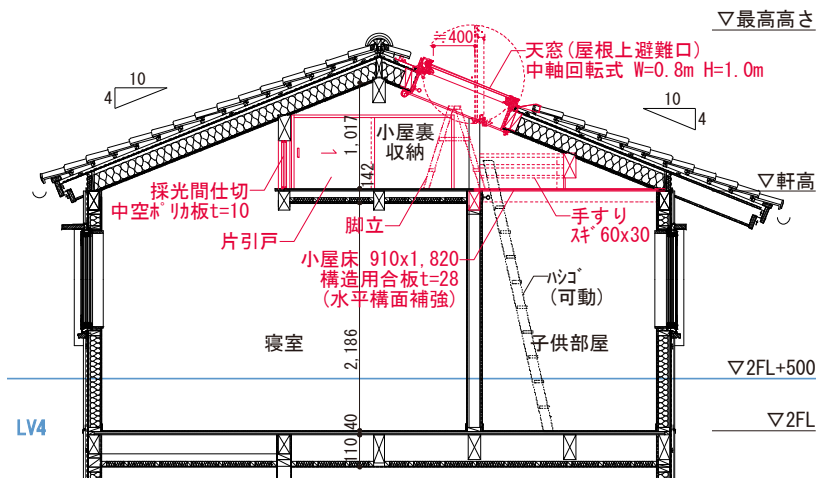 ▽最高高さ
≒400
天窓(屋根上避難口)
中軸回転式 W=0.8m H=1.0m
10
4
10
4
1,017
小屋裏
収納
142
▽軒高
採光間仕切
中空ポリカ板t=10
片引戸
脚立
手すり
スギ60x30
小屋床 910x1,820
構造用合板t=28
(水平構面補強)
ハシゴ
(可動)
寝室
2,186
子供部屋
▽2FL+500
LV4
▽2FL
40
110